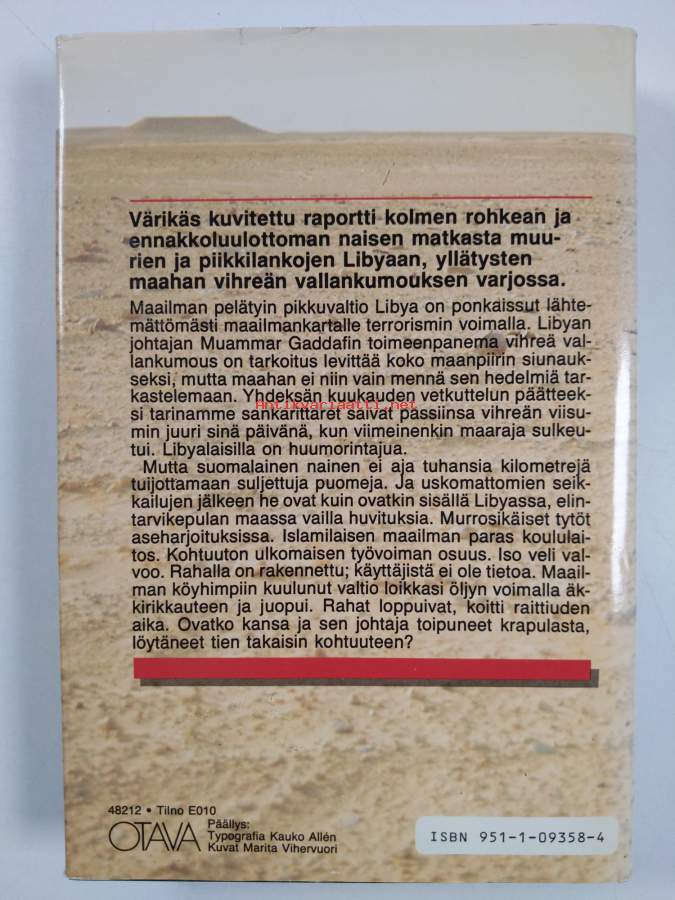 Värikäs kuvitettu raportti kolmen rohkean ja
ennakkoluulottoman naisen matkasta muu-
rien ja piikkilankojen Libyaan, yllätysten
maahan vihreän vallankumouksen varjossa.
Maailman pelätyin pikkuvaltio Libya on ponkaissut lähte-
mättömästi maailmankartalle terrorismin voimalla. Libyan
johtajan Muammar Gaddafin toimeenpanema vihreä val-
lankumous on tarkoitus levittää koko maanpiirin siunauk-
seksi, mutta maahan ei niin vain mennä sen hedelmiä tar-
kastelemaan. Yhdeksän kuukauden vetkuttelun päätteek-
Antikvariaatti.net
si tarinamme sankarittaret saivat passiinsa vihreän viisu-
min juuri sinä päivänä, kun viimeinenkin maaraja sulkeu-
tui. Libyalaisilla on huumorintajua.
Mutta suomalainen nainen ei aja tuhansia kilometrejä
tuijottamaan suljettuja puomeja. Ja uskomattomien seik-
kailujen jälkeen he ovat kuin ovatkin sisällä Libyassa, elin-
tarvikepulan maassa vailla huvituksia. Murrosikäiset tytöt
aseharjoituksissa. Islamilaisen maailman paras koululai-
tos. Kohtuuton ulkomaisen työvoiman osuus. Iso veli val-
voo. Rahalla on rakennettu; käyttäjistä ei ole tietoa. Maail-
man köyhimpiin kuulunut valtio loikkasi öljyn voimalla äk-
kirikkauteen ja juopui. Rahat loppuivat, koitti raittiuden
aika. Ovatko kansa ja sen johtaja toipuneet krapulasta,
löytäneet tien takaisin kohtuuteen?
48212 • Tilno E010
OTAVA
Päällys:
Typografia Kauko Allén
Kuvat Marita Vihervuori
ISBN 951-1-09358-4